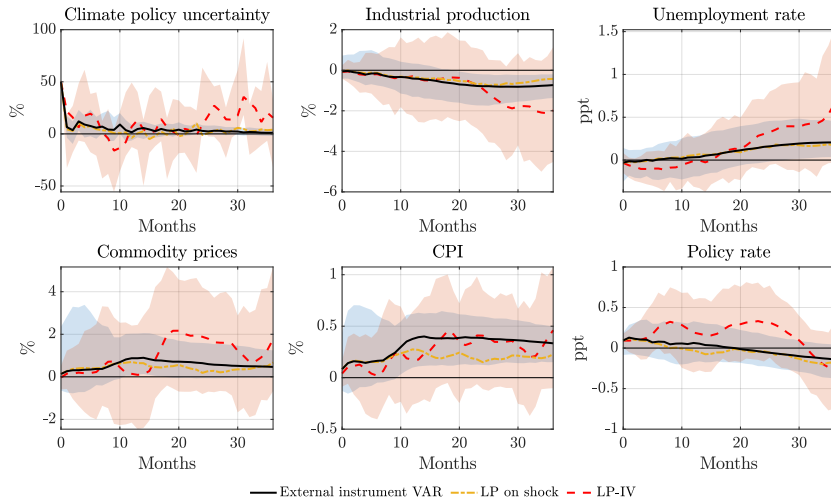 Climate policy uncertainty
Industrial production
Unemployment rate
100
50
0
-50
%
0 10 20 30
Months
2
0
-2
-4
-6
%
0 10 20 30
Months
1.5
1
0.5
0
ppt
0 10 20 30
Months
Commodity prices
CPI
Policy rate
4
2
0
-2
%
0 10 20 30
Months
1
0.5
0
-0.5
%
0 10 20 30
Months
1
0.5
0
-0.5
-1
ppt
0 10 20 30
Months
External instrument VAR LP on shock LP-IV